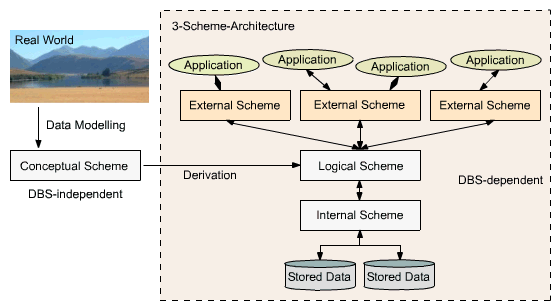 3-Scheme-Architecture
Real World
Application
Application
Application
Application
External Scheme
External Scheme
External Scheme
Data Modelling
Conceptual Scheme
Derivation
Logical Scheme
DBS-independent
DBS-dependent
Internal Scheme
Stored Data
Stored Data